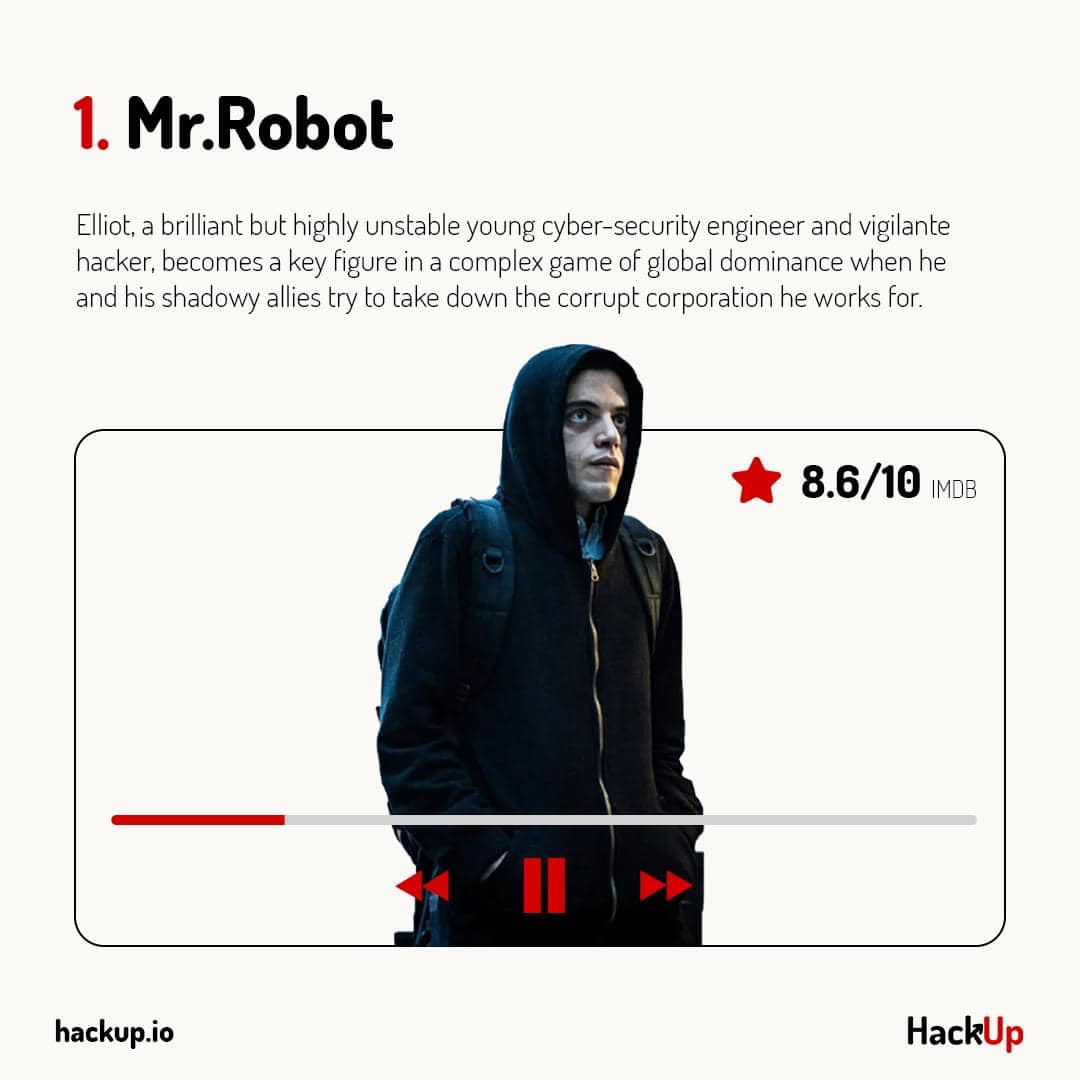 1. Mr.Robot
Elliot, a brilliant but highly unstable young cyber-security engineer and vigilante
hacker, becomes a key figure in a complex game of global dominance when he
and his shadowy allies try to take down the corrupt corporation he works for.
8.6/10 IMDB
hackup.io
HackUp